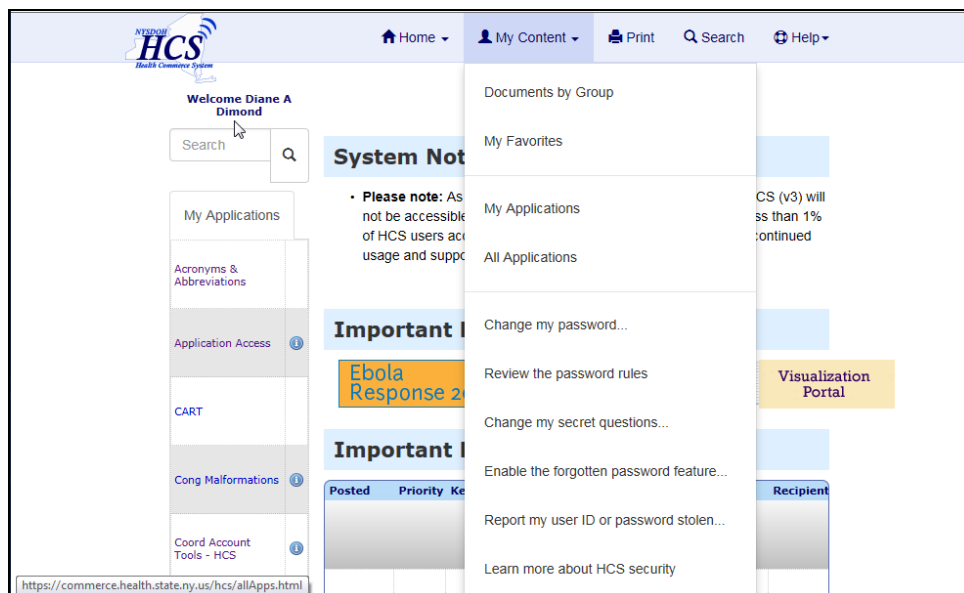 NYSDOH
HCS
Health Commerce System
Home
My Content
Print
Search
Help
Welcome Diane A
Dimond
Search
My Applications
Acronyms &
Abbreviations
Application Access
CART
Cong Malformations
Coord Account
Tools - HCS
https://commerce.health.state.ny.us/hcs/allApps.html
Documents by Group
My Favorites
My Applications
All Applications
Change my password...
Review the password rules
Change my secret questions...
Enable the forgotten password feature...
Report my user ID or password stolen...
Learn more about HCS security
System Not
• Please note: As
CS (v3) will
not be accessible
ss than 1%
of HCS users acc
continued
usage and suppo
Important
Ebola
Response 2
Visualization
Portal
Important
Posted Priority Ke
Recipient